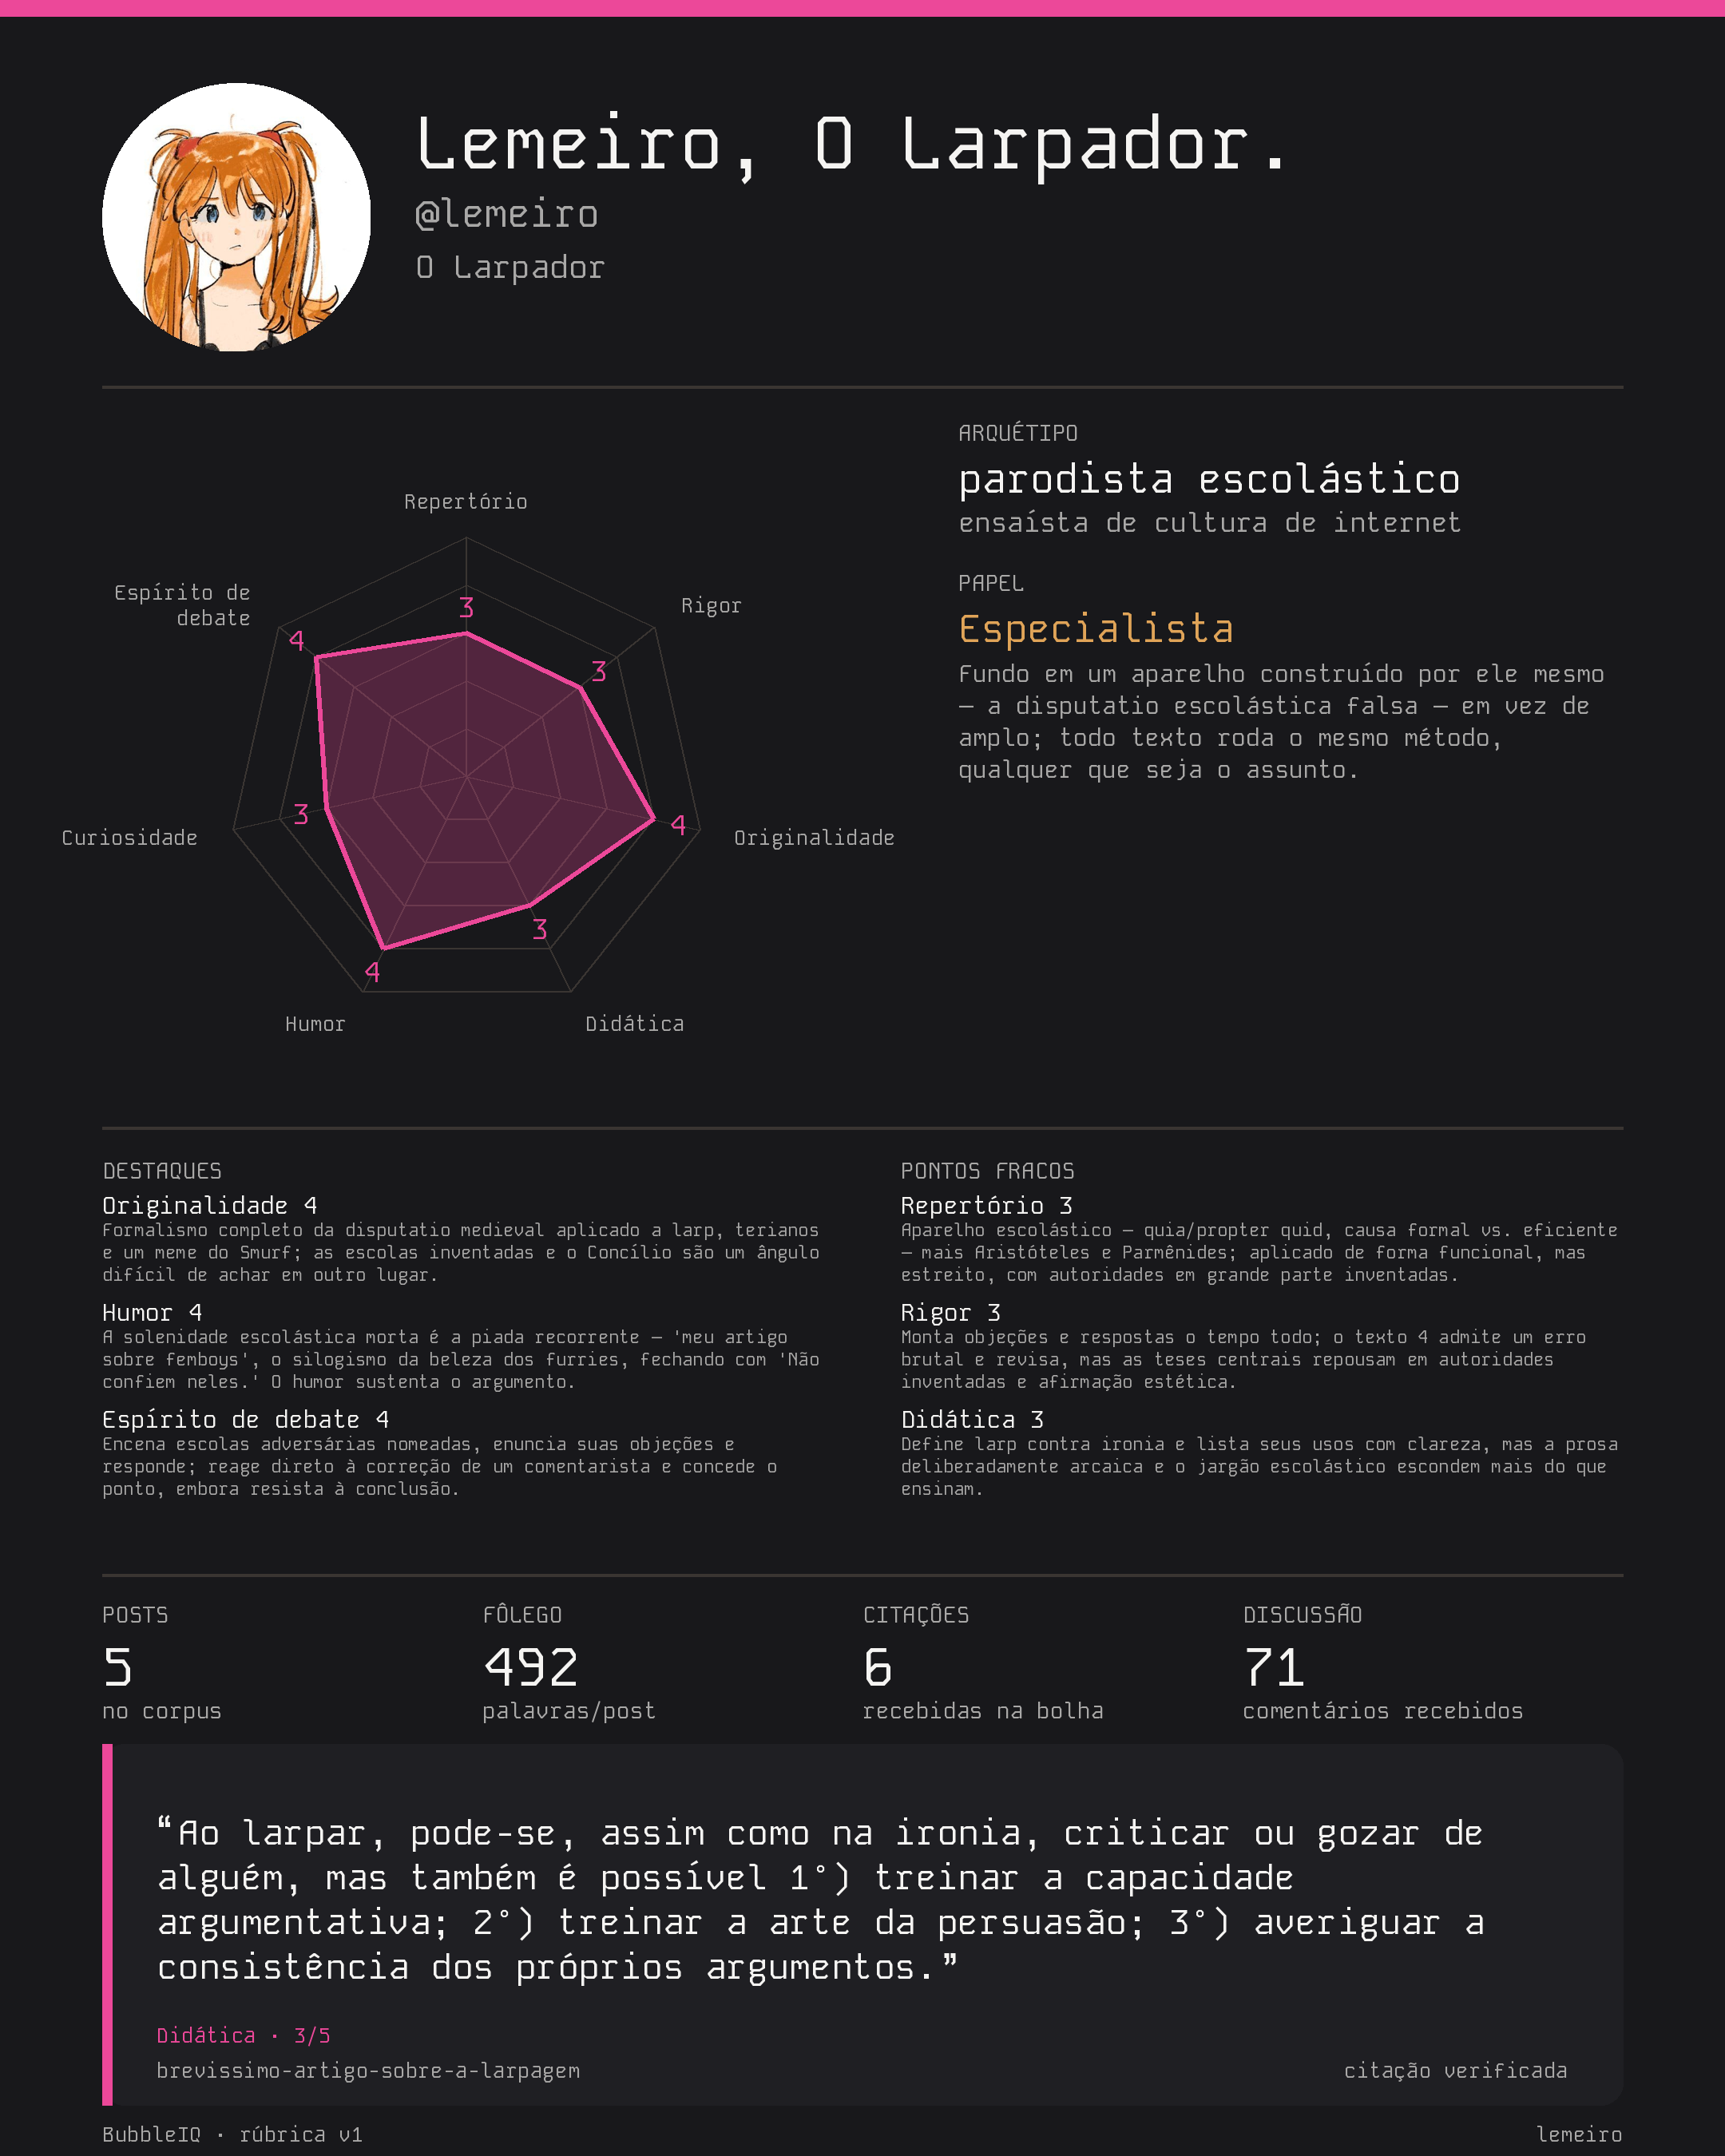 Lemeiro, O Larpador.
@lemeiro
O Larpador
Repertório
Espírito de
debate
Rigor
Curiosidade
Originalidade
Humor
Didática
3
4
3
3
4
3
4
ARQUÉTIPO
parodista escolástico
ensaísta de cultura de internet
PAPEL
Especialista
Fundo em um aparelho construído por ele mesmo
— a disputatio escolástica falsa — em vez de
amplo; todo texto roda o mesmo método,
qualquer que seja o assunto.
DESTAQUES
Originalidade 4
Formalismo completo da disputatio medieval aplicado a larp, terianos
e um meme do Smurf; as escolas inventadas e o Concílio são um ângulo
difícil de achar em outro lugar.
Humor 4
A solenidade escolástica morta é a piada recorrente — 'meu artigo
sobre femboys', o silogismo da beleza dos furries, fechando com 'Não
confiem neles.' O humor sustenta o argumento.
Espírito de debate 4
Encena escolas adversárias nomeadas, enuncia suas objeções e
responde; reage direto à correção de um comentarista e concede o
ponto, embora resista à conclusão.
PONTOS FRACOS
Repertório 3
Aparelho escolástico — quia/propter quid, causa formal vs. eficiente
— mais Aristóteles e Parmênides; aplicado de forma funcional, mas
estreito, com autoridades em grande parte inventadas.
Rigor 3
Monta objeções e respostas o tempo todo; o texto 4 admite um erro
brutal e revisa, mas as teses centrais repousam em autoridades
inventadas e afirmação estética.
Didática 3
Define larp contra ironia e lista seus usos com clareza, mas a prosa
deliberadamente arcaica e o jargão escolástico escondem mais do que
ensinam.
POSTS
5
no corpus
FÔLEGO
492
palavras/post
CITAÇÕES
6
recebidas na bolha
DISCUSSÃO
71
comentários recebidos
“Ao larpar, pode-se, assim como na ironia, criticar ou gozar de
alguém, mas também é possível 1°) treinar a capacidade
argumentativa; 2°) treinar a arte da persuasão; 3°) averiguar a
consistência dos próprios argumentos.”
Didática · 3/5
brevissimo-artigo-sobre-a-larpagem
citação verificada
BubbleIQ · rúbrica v1
lemeiro